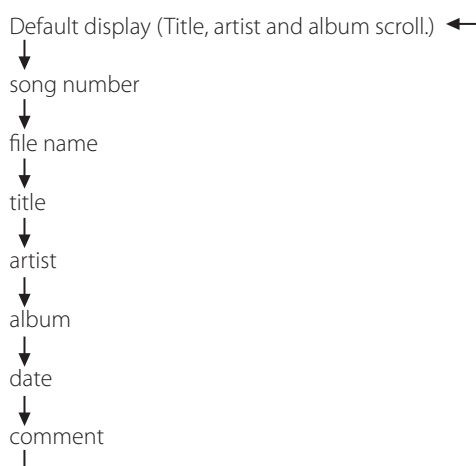 Default display (Title, artist and album scroll.)
song number
file name
title
artist
album
date
comment